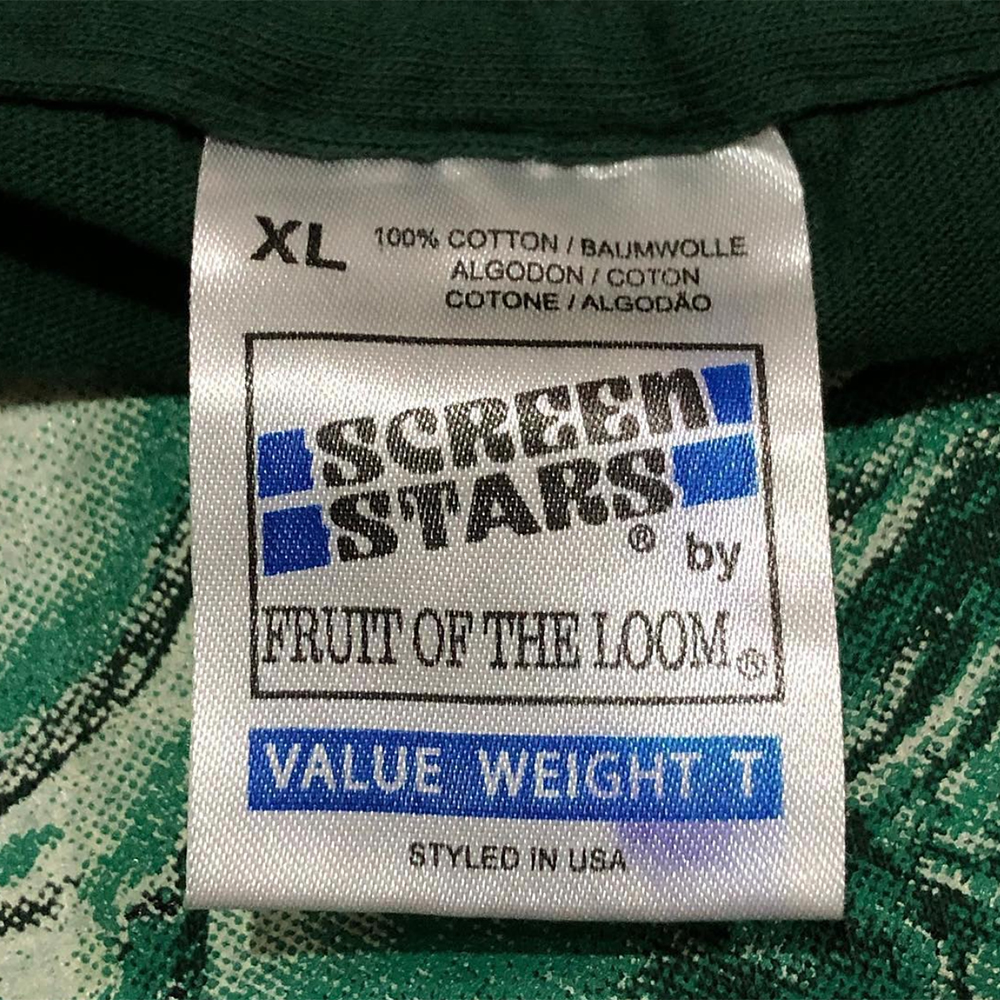 XL
100% COTTON / BAUMWOLLE
ALGODON / COTON
COTONE / ALGODÃO
SCREEN
STARS® by
FRUIT OF THE LOOM®
VALUE WEIGHT T
STYLED IN USA